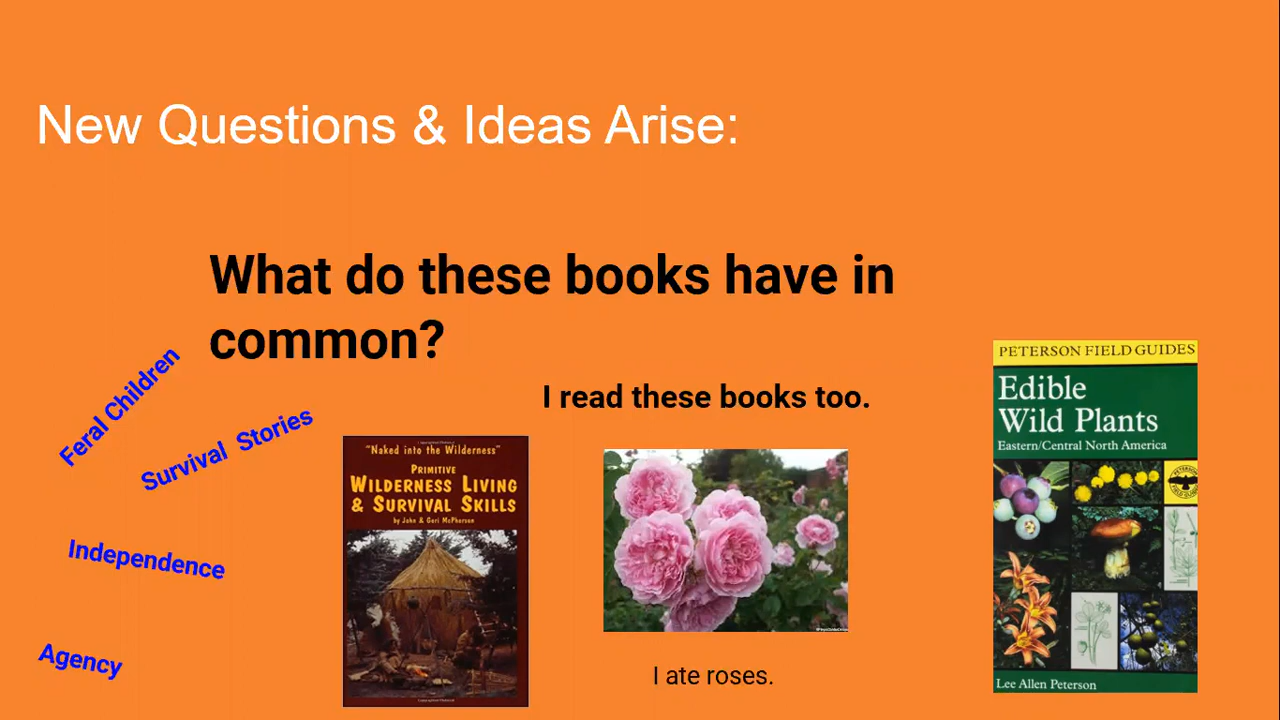 New Questions & Ideas Arise:
What do these books have in
common?
Feral Children
Survival Stories
Independence
Agency
I read these books too.
"Naked into the Wilderness"
PRIMITIVE
WILDERNESS LIVING
& SURVIVAL SKILLS
by John & Geri McPherson
I ate roses.
PETERSON FIELD GUIDES
Edible
Wild Plants
Eastern/Central North America
Lee Allen Peterson